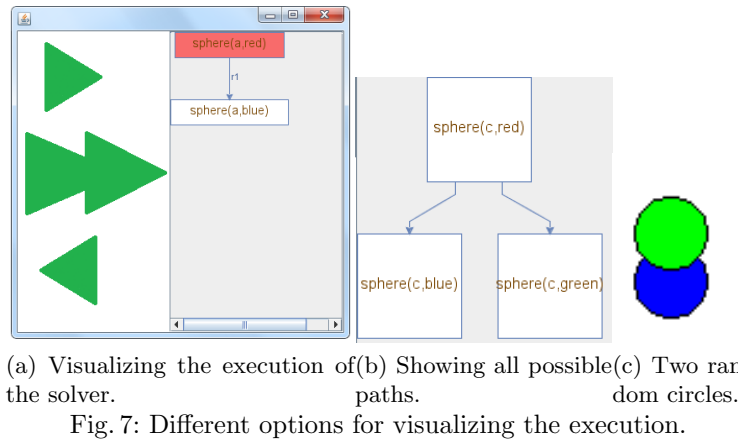 sphere(a,red)
r1
sphere(a,blue)
sphere(c,red)
sphere(c,blue)
sphere(c,green)
(a) Visualizing the execution of
the solver.
(b) Showing all possible
paths.
(c) Two ran
dom circles.
Fig. 7: Different options for visualizing the execution.